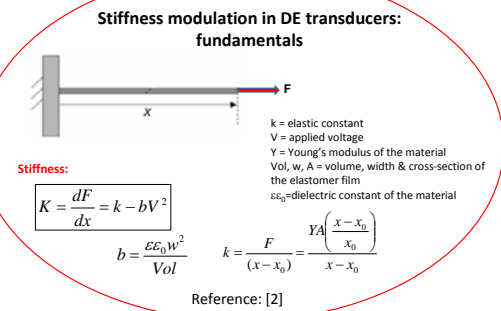 Stiffness modulation in DE transducers:
fundamentals
F
x
k = elastic constant
V = applied voltage
Y = Young's modulus of the material
Vol, w, A = volume, width & cross-section of
the elastomer film
εε₀=dielectric constant of the material
Stiffness:
K = dF/dx = k − bV²
b = εε₀w²/Vol
k = F/(x − x₀) = YA((x − x₀)/x₀)/(x − x₀)
Reference: [2]